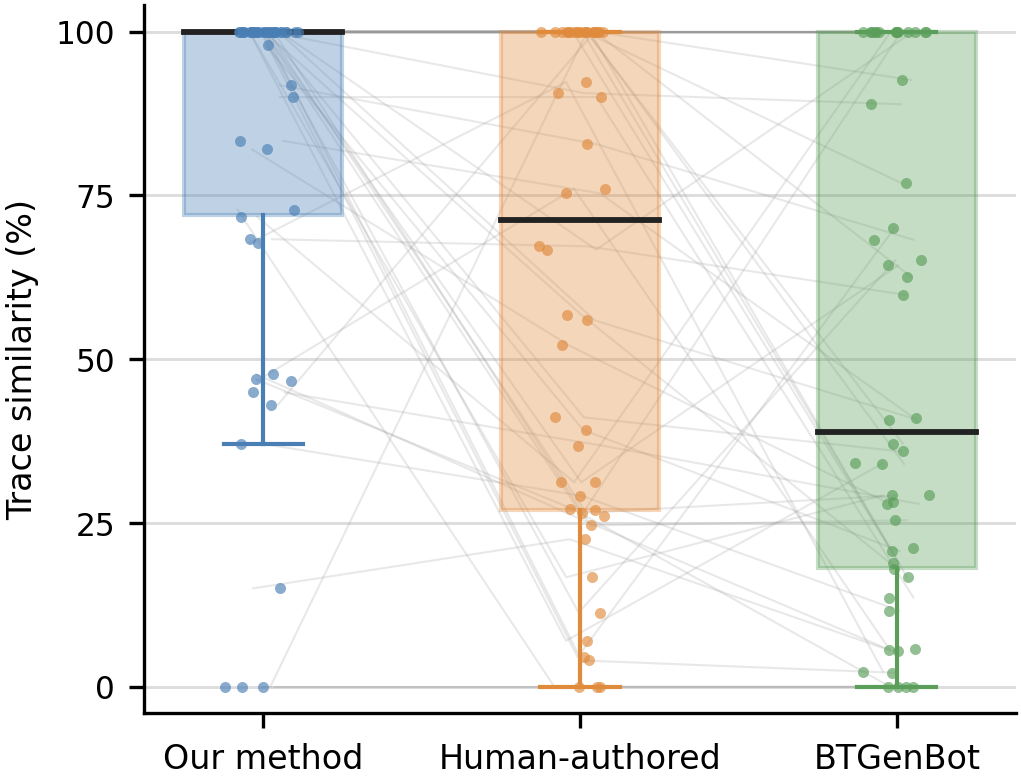 Trace similarity (%)
100
75
50
25
0
Our method
Human-authored
BTGenBot